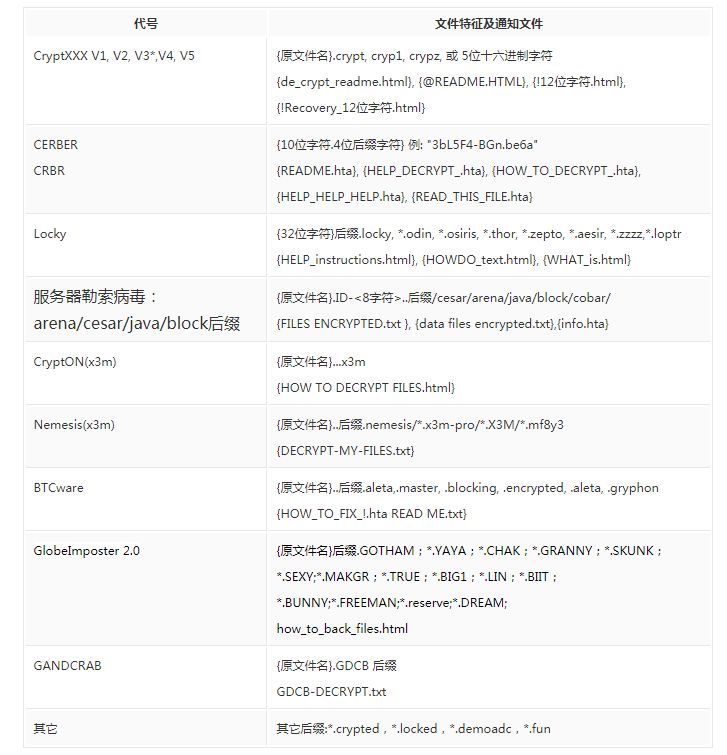 代号 文件特征及通知文件
CryptXXX V1, V2, V3*,V4, V5 {原文件名}.crypt, cryp1, crypz, 或 5位十六进制字符
{de_crypt_readme.html}, {@README.HTML}, {!12位字符.html},
{!Recovery_12位字符.html}
CERBER {10位字符.4位后缀字符} 例: "3bL5F4-BGn.be6a"
CRBR {README.hta}, {HELP_DECRYPT_.hta}, {HOW_TO_DECRYPT_.hta},
{HELP_HELP_HELP.hta}, {READ_THIS_FILE.hta}
Locky {32位字符}后缀.locky, *.odin, *.osiris, *.thor, *.zepto, *.aesir, *.zzzz,*.loptr
{HELP_instructions.html}, {HOWDO_text.html}, {WHAT_is.html}
服务器勒索病毒： {原文件名}.ID-<8字符>..后缀/cesar/arena/java/block/cobar/
arena/cesar/java/block后缀 {FILES ENCRYPTED.txt }, {data files encrypted.txt},{info.hta}
CryptON(x3m) {原文件名}...x3m
{HOW TO DECRYPT FILES.html}
Nemesis(x3m) {原文件名}..后缀.nemesis/*.x3m-pro/*.X3M/*.mf8y3
{DECRYPT-MY-FILES.txt}
BTCware {原文件名}..后缀.aleta,.master, .blocking, .encrypted, .aleta, .gryphon
{HOW_TO_FIX_!.hta READ ME.txt}
GlobeImposter 2.0 {原文件名}后缀.GOTHAM；*.YAYA；*.CHAK；*.GRANNY；*.SKUNK；
*.SEXY;*.MAKGR；*.TRUE；*.BIG1；*.LIN；*.BIIT；
*.BUNNY;*.FREEMAN;*.reserve;*.DREAM;
how_to_back_files.html
GANDCRAB {原文件名}.GDCB 后缀
GDCB-DECRYPT.txt
其它 其它后缀:*.crypted，*.locked，*.demoadc，*.fun